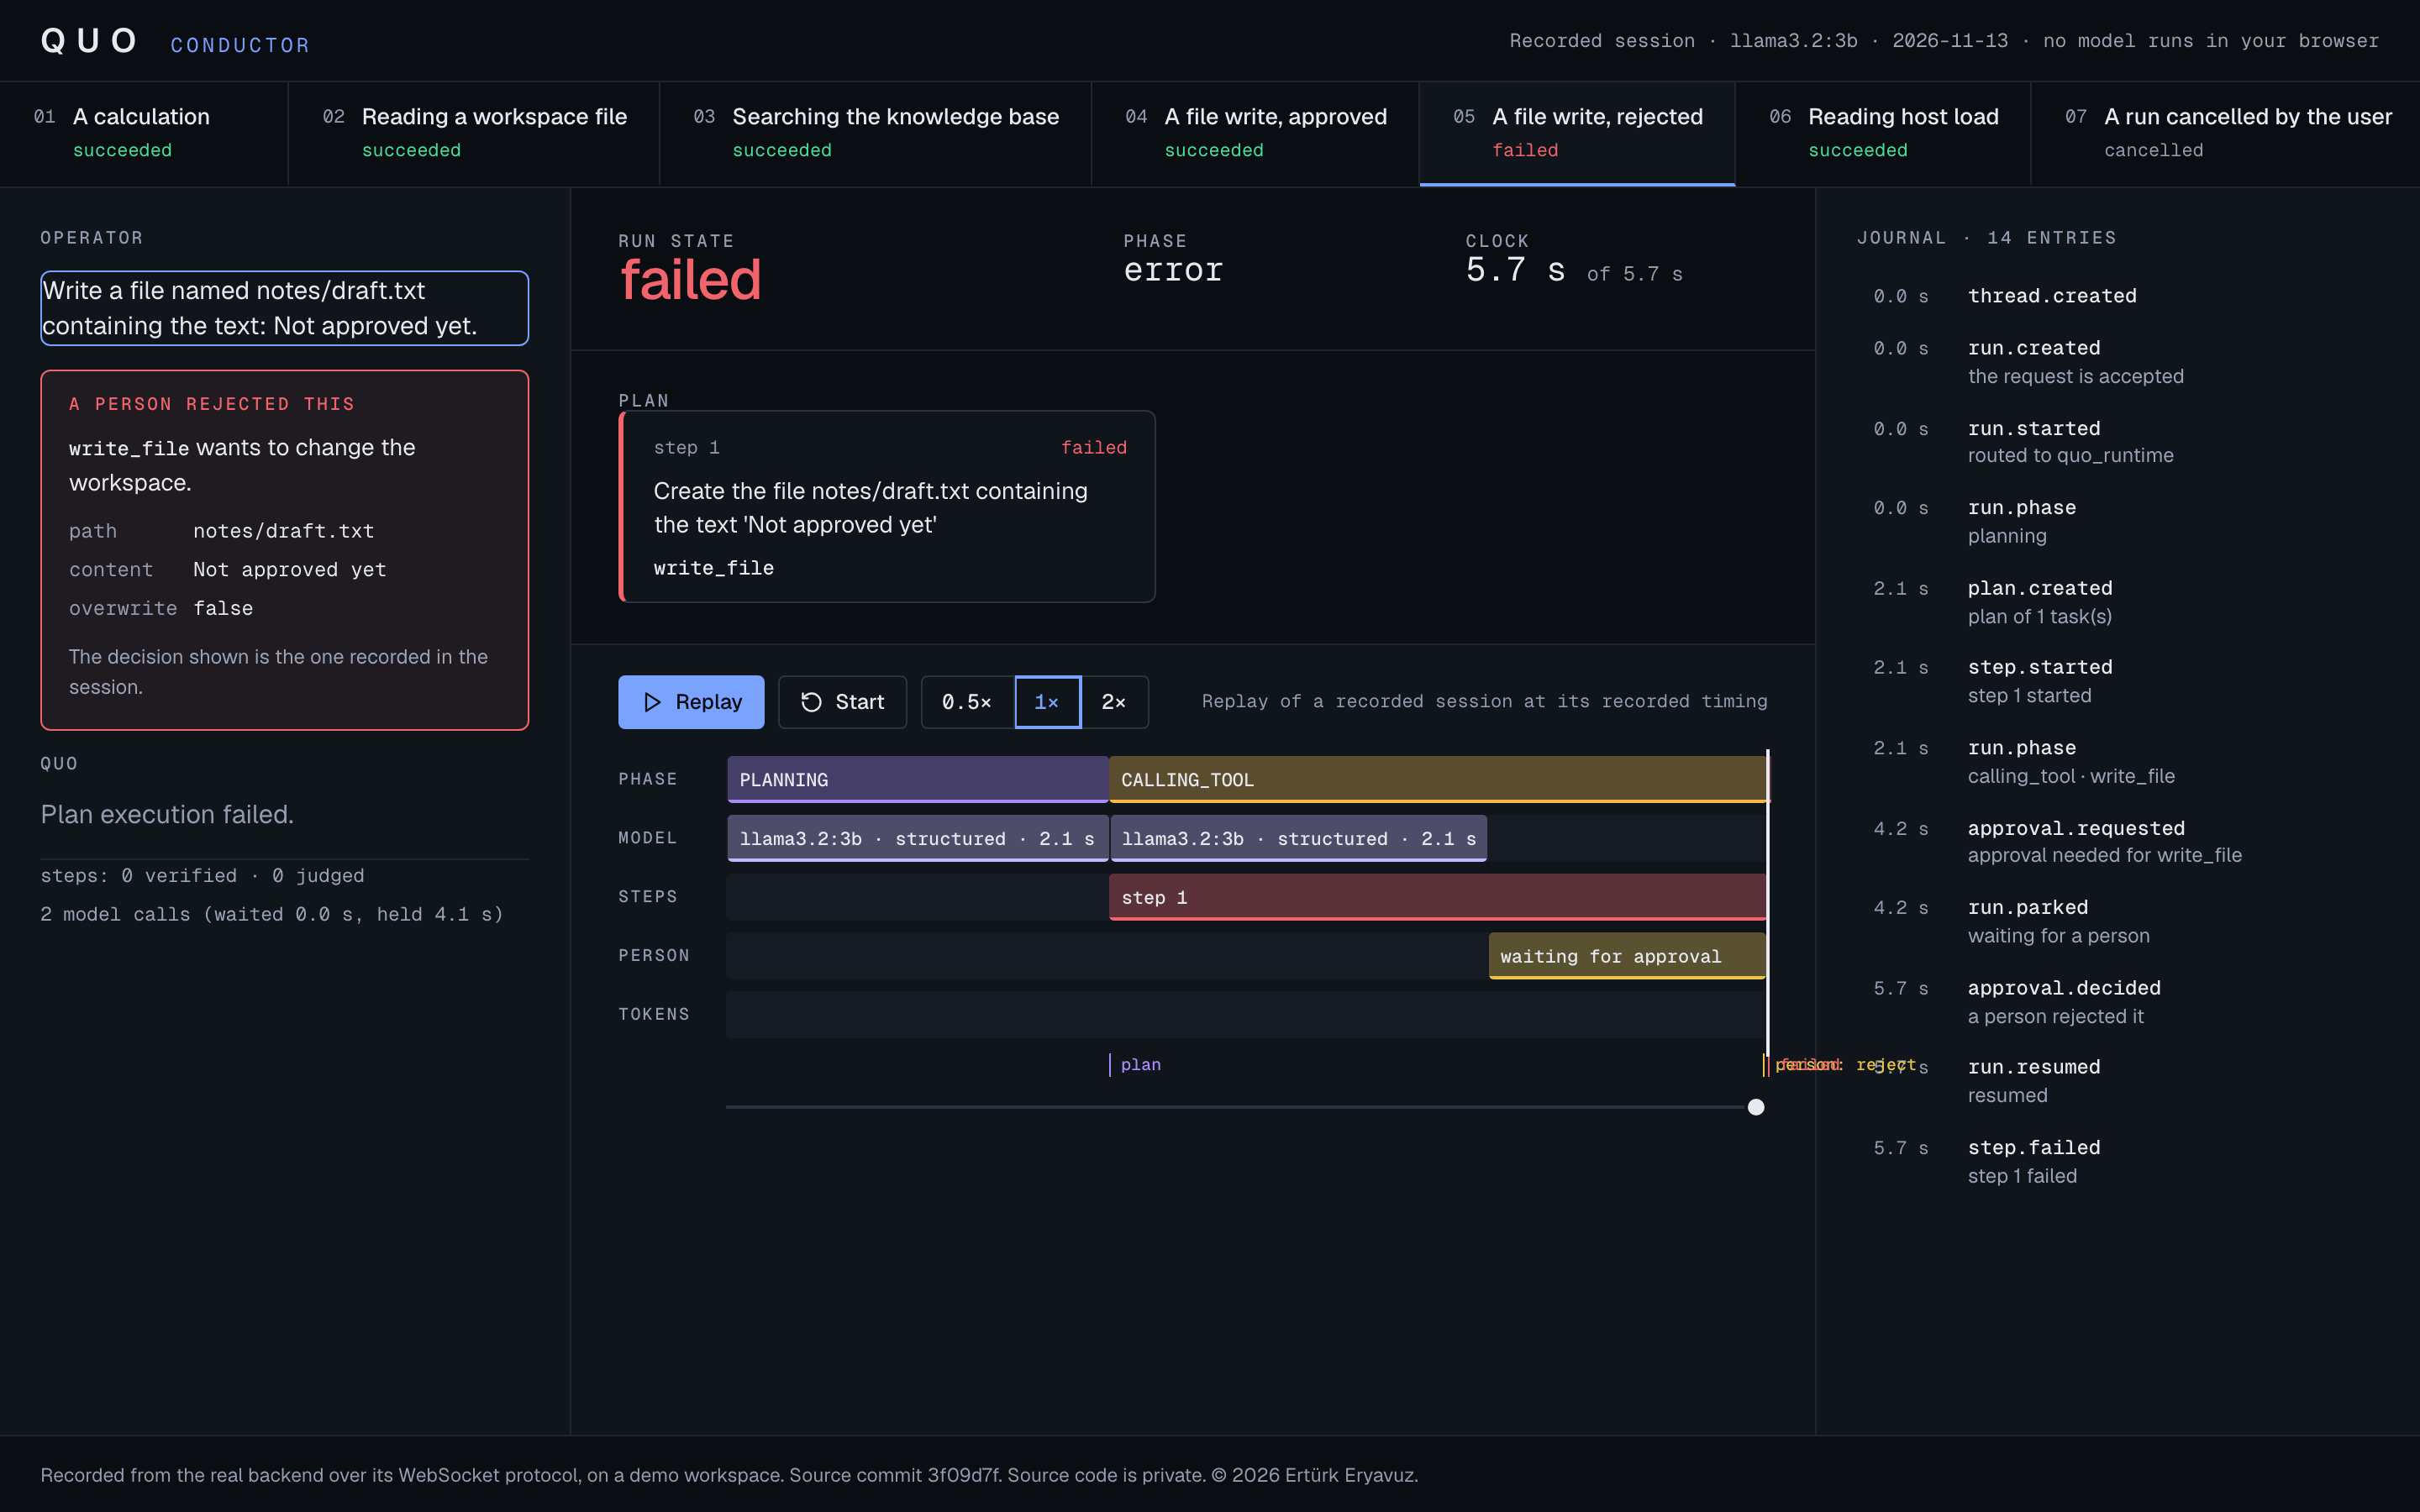 QUO CONDUCTOR
Recorded session · llama3.2:3b · 2026-11-13 · no model runs in your browser
01 A calculation
succeeded
02 Reading a workspace file
succeeded
03 Searching the knowledge base
succeeded
04 A file write, approved
succeeded
05 A file write, rejected
failed
06 Reading host load
succeeded
07 A run cancelled by the user
cancelled
OPERATOR
Write a file named notes/draft.txt
containing the text: Not approved yet.
A PERSON REJECTED THIS
write_file wants to change the
workspace.
path notes/draft.txt
content Not approved yet
overwrite false
The decision shown is the one recorded in the
session.
QUO
Plan execution failed.
steps: 0 verified · 0 judged
2 model calls (waited 0.0 s, held 4.1 s)
RUN STATE
failed
PHASE
error
CLOCK
5.7 s of 5.7 s
PLAN
step 1 failed
Create the file notes/draft.txt containing
the text 'Not approved yet'
write_file
Replay
Start
0.5×
1×
2×
Replay of a recorded session at its recorded timing
PHASE PLANNING CALLING_TOOL
MODEL llama3.2:3b · structured · 2.1 s llama3.2:3b · structured · 2.1 s
STEPS step 1
PERSON waiting for approval
TOKENS
plan
person: reject
failed
JOURNAL · 14 ENTRIES
0.0 s thread.created
0.0 s run.created
the request is accepted
0.0 s run.started
routed to quo_runtime
0.0 s run.phase
planning
2.1 s plan.created
plan of 1 task(s)
2.1 s step.started
step 1 started
2.1 s run.phase
calling_tool · write_file
4.2 s approval.requested
approval needed for write_file
4.2 s run.parked
waiting for a person
5.7 s approval.decided
a person rejected it
5.7 s run.resumed
resumed
5.7 s step.failed
step 1 failed
Recorded from the real backend over its WebSocket protocol, on a demo workspace. Source commit 3f09d7f. Source code is private. © 2026 Ertürk Eryavuz.